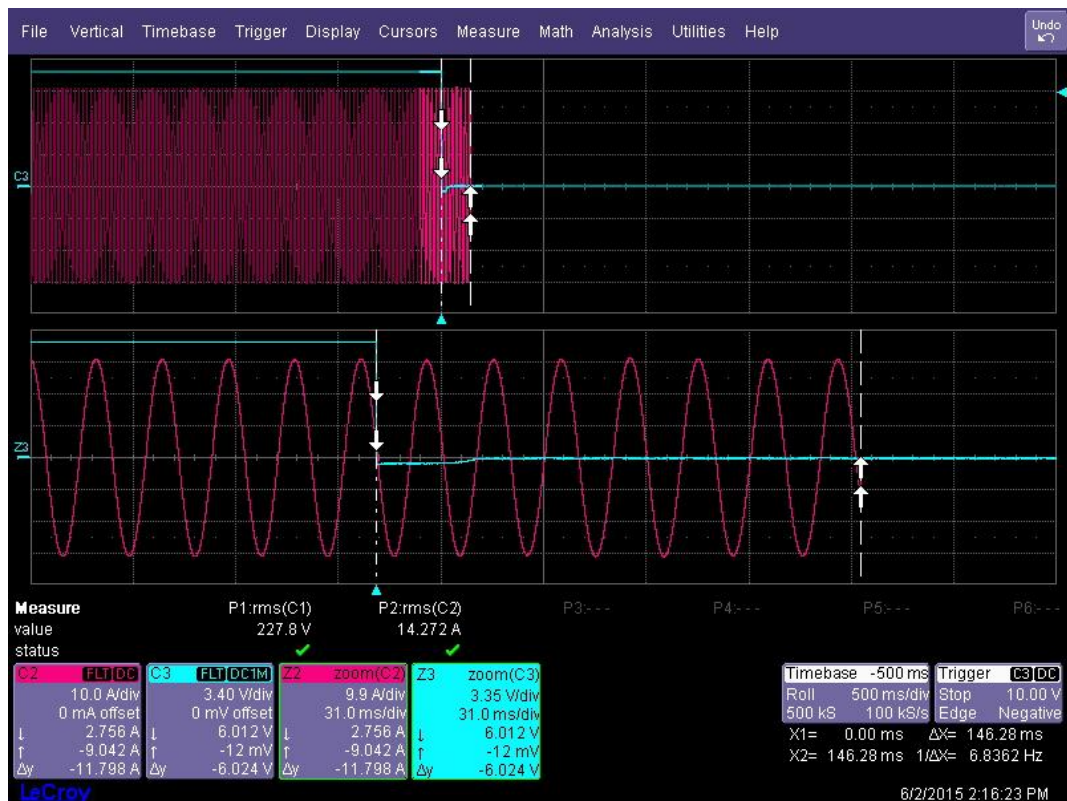 File Vertical Timebase Trigger Display Cursors Measure Math Analysis Utilities Help Undo
C3
Z3
Measure P1:rms(C1) P2:rms(C2) P3:--- P4:--- P5:--- P6:---
value 227.8 V 14.272 A
status
C2 FLT DC
10.0 A/div
0 mA offset
↓ 2.756 A
↑ -9.042 A
Δy -11.798 A
C3 FLT DC1M
3.40 V/div
0 mV offset
↓ 6.012 V
↑ -12 mV
Δy -6.024 V
Z2 zoom(C2)
9.9 A/div
31.0 ms/div
↓ 2.756 A
↑ -9.042 A
Δy -11.798 A
Z3 zoom(C3)
3.35 V/div
31.0 ms/div
↓ 6.012 V
↑ -12 mV
Δy -6.024 V
Timebase -500 ms
Roll 500 ms/div
500 kS 100 kS/s
Trigger C3 DC
Stop 10.00 V
Edge Negative
X1= 0.00 ms ΔX= 146.28 ms
X2= 146.28 ms 1/ΔX= 6.8362 Hz
LeCroy
6/2/2015 2:16:23 PM